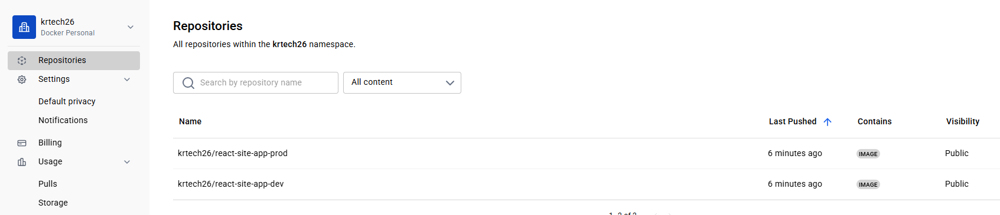 krtech26
Docker Personal
Repositories
Settings
Default privacy
Notifications
Billing
Usage
Pulls
Storage
Repositories
All repositories within the krtech26 namespace.
Search by repository name
All content
Name Last Pushed Contains Visibility
krtech26/react-site-app-prod 6 minutes ago IMAGE Public
krtech26/react-site-app-dev 6 minutes ago IMAGE Public